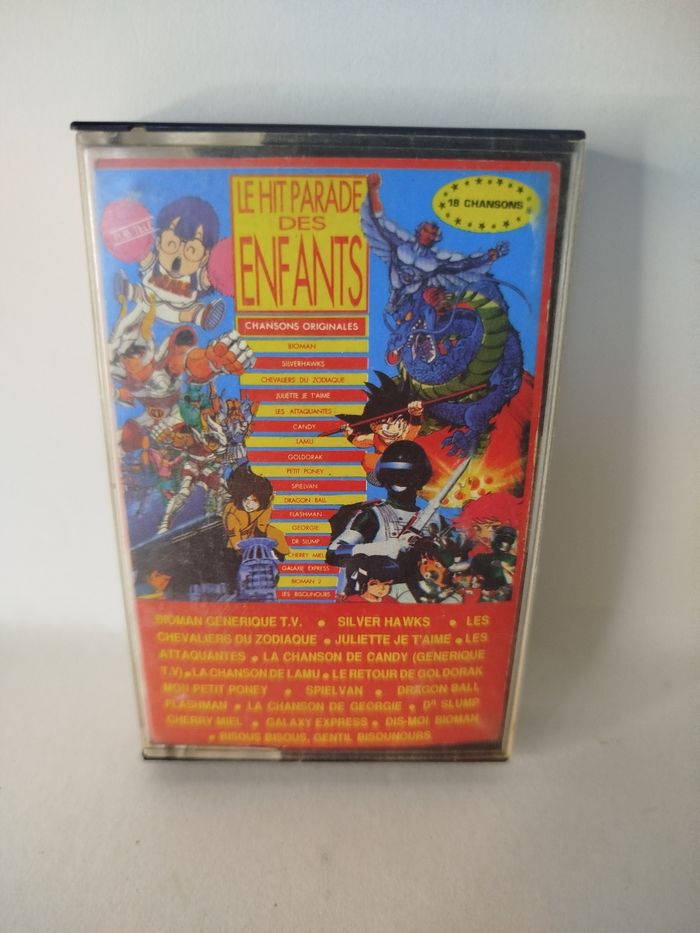 LE HIT PARADE
DES
ENFANTS
18 CHANSONS
CHANSONS ORIGINALES
BIOMAN
SILVERHAWKS
CHEVALIERS DU ZODIAQUE
JULIETTE JE T'AIME
LES ATTAQUANTES
CANDY
LAMU
GOLDORAK
PETIT PONEY
SPIELVAN
DRAGON BALL
FLASHMAN
GEORGIE
DR SLUMP
CHERRY MIEL
GALAXIE EXPRESS
BIOMAN 2
LES BISOUNOURS
BIOMAN GENERIQUE T.V. • SILVER HAWKS • LES
CHEVALIERS DU ZODIAQUE • JULIETTE JE T'AIME • LES
ATTAQUANTES • LA CHANSON DE CANDY (GENERIQUE
T.V) • LA CHANSON DE LAMU • LE RETOUR DE GOLDORAK
MON PETIT PONEY • SPIELVAN • DRAGON BALL
FLASHMAN • LA CHANSON DE GEORGIE • DR SLUMP
CHERRY MIEL • GALAXY EXPRESS • DIS-MOI BIOMAN
• BISOUS BISOUS, GENTIL BISOUNOURS